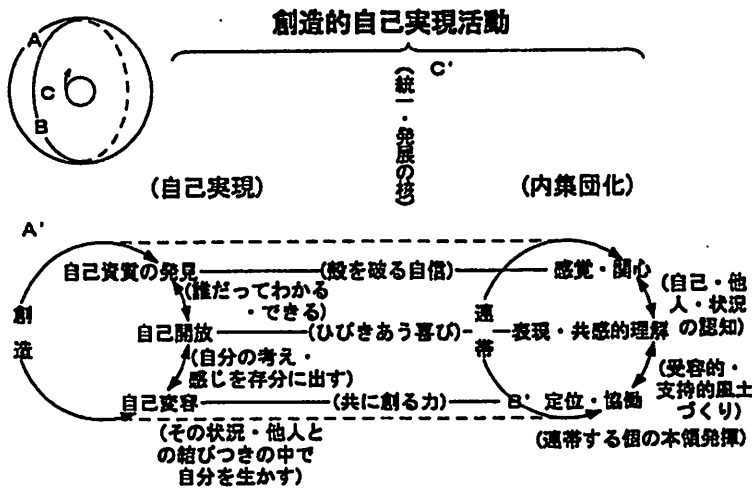 創造的自己実現活動
A
C
B
C'
(統一・発展の核)
(自己実現)
(内集団化)
A'
自己資質の発見
(殻を破る自信)
感覚・関心
(誰だってわかる
・できる)
(自己・他
人・状況
の認知)
創造
連帯
自己開放
(ひびきあう喜び)
表現・共感的理解
(自分の考え・
感じを存分に出す)
(受容的・
支持的風土
づくり)
自己変容
(共に創る力)
B'
定位・協働
(その状況・他人と
の結びつきの中で
自分を生かす)
(連帯する個の本領発揮)